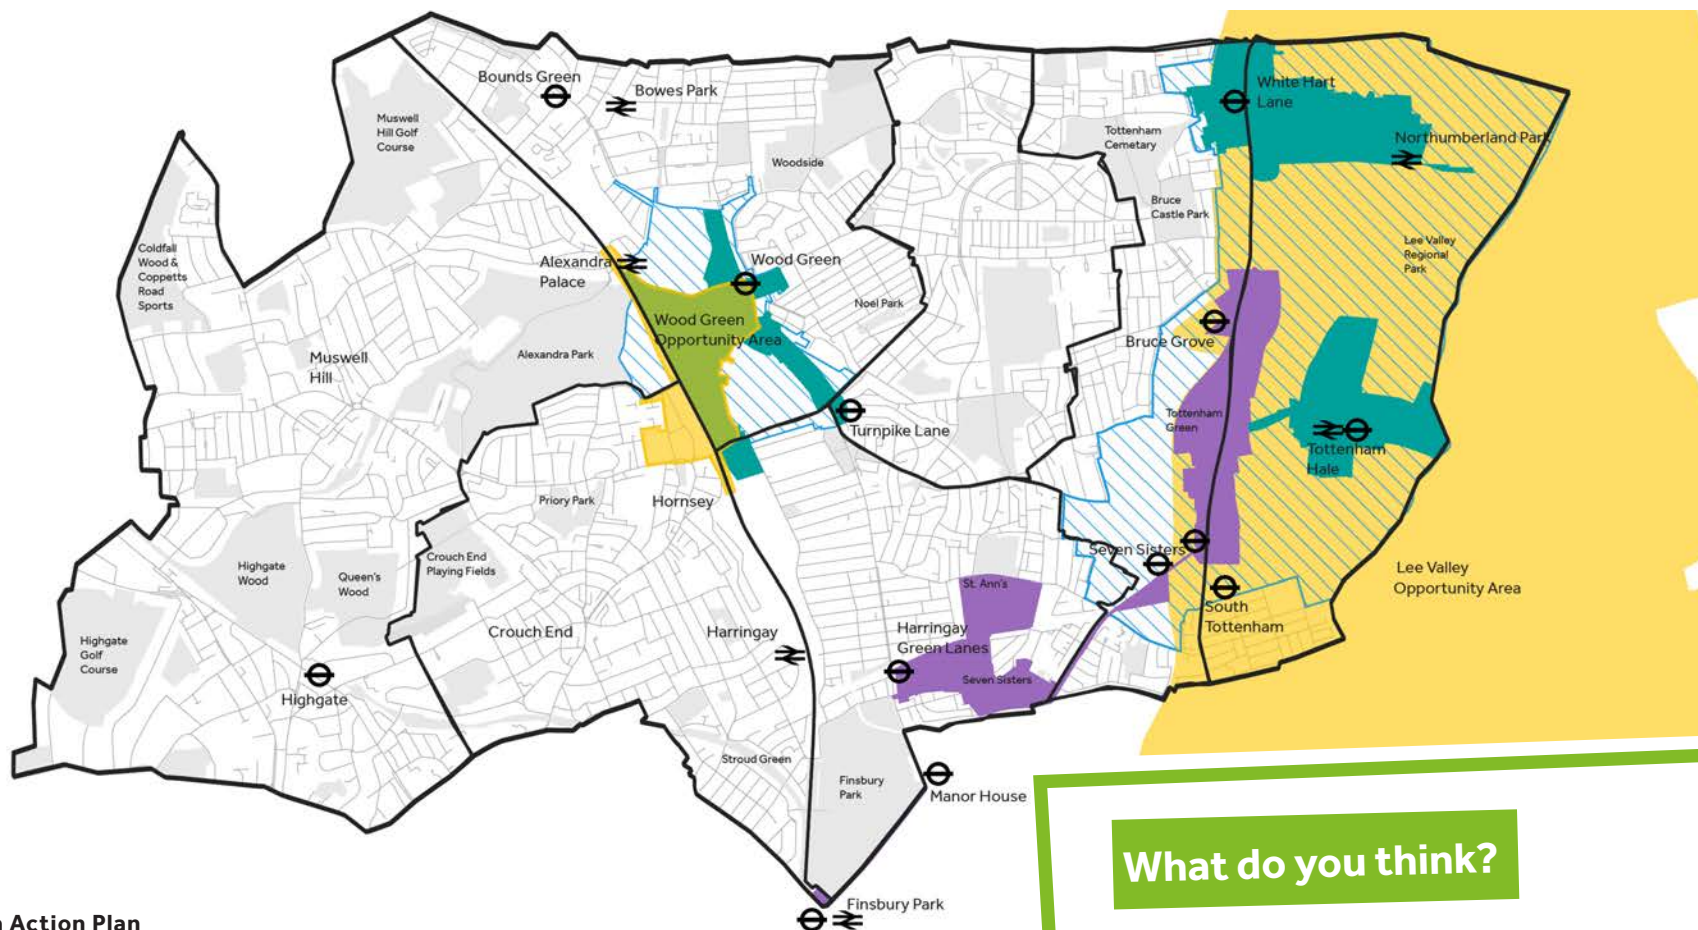 Bounds Green
Bowes Park
White Hart
Lane
Muswell
Hill Golf
Course
Tottenham
Cemetery
Northumberland Park
Woodside
Bruce
Castle Park
Coldfall
Wood &
Coppetts
Road
Sports
Alexandra
Palace
Wood Green
Lee Valley
Regional
Park
Noel Park
Wood Green
Opportunity Area
Bruce Grove
Muswell
Hill
Alexandra Park
Tottenham
Green
Turnpike Lane
Tottenham
Hale
Priory Park
Hornsey
Seven Sisters
Highgate
Wood
Queen's
Wood
Crouch End
Playing Fields
St. Ann's
Lee Valley
Opportunity Area
South
Tottenham
Highgate
Golf
Course
Crouch End
Harringay
Harringay
Green Lanes
Seven Sisters
Highgate
Stroud Green
Finsbury
Park
Manor House
What do you think?
Finsbury Park
Action Plan